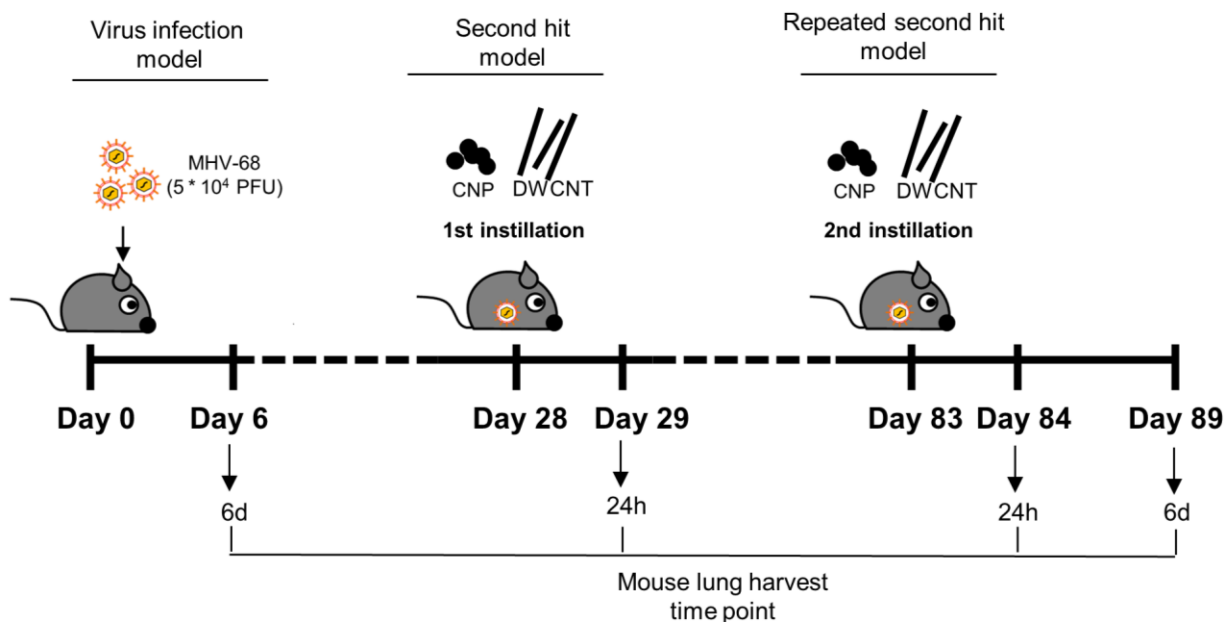 Virus infection
model
Second hit
model
Repeated second hit
model
MHV-68
(5 * 10⁴ PFU)
CNP
DWCNT
CNP
DWCNT
1st instillation
2nd instillation
Day 0
Day 6
Day 28
Day 29
Day 83
Day 84
Day 89
6d
24h
24h
6d
Mouse lung harvest
time point